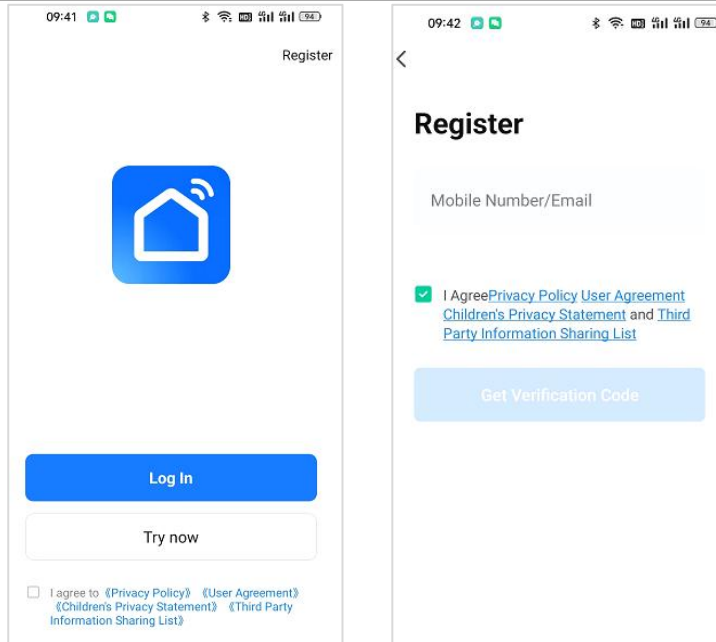 09:41
94
Register
Log In
Try now
I agree to 《Privacy Policy》 《User Agreement》
《Children's Privacy Statement》 《Third Party
Information Sharing List》
09:42
94
Register
Mobile Number/Email
I AgreePrivacy Policy User Agreement
Children's Privacy Statement and Third
Party Information Sharing List
Get Verification Code